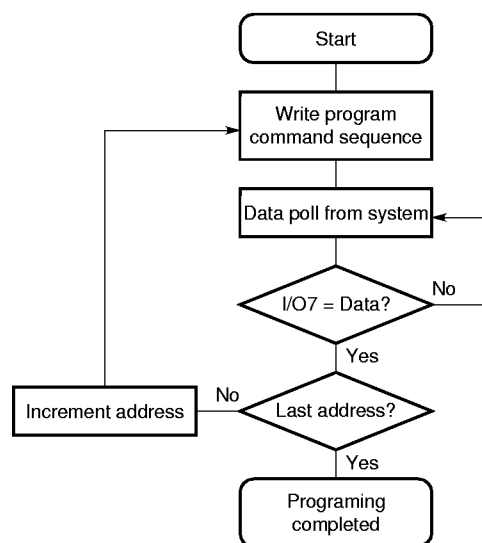 Start
Write program
command sequence
Data poll from system
I/O7 = Data?
No
Yes
Increment address
No
Last address?
Yes
Programing
completed